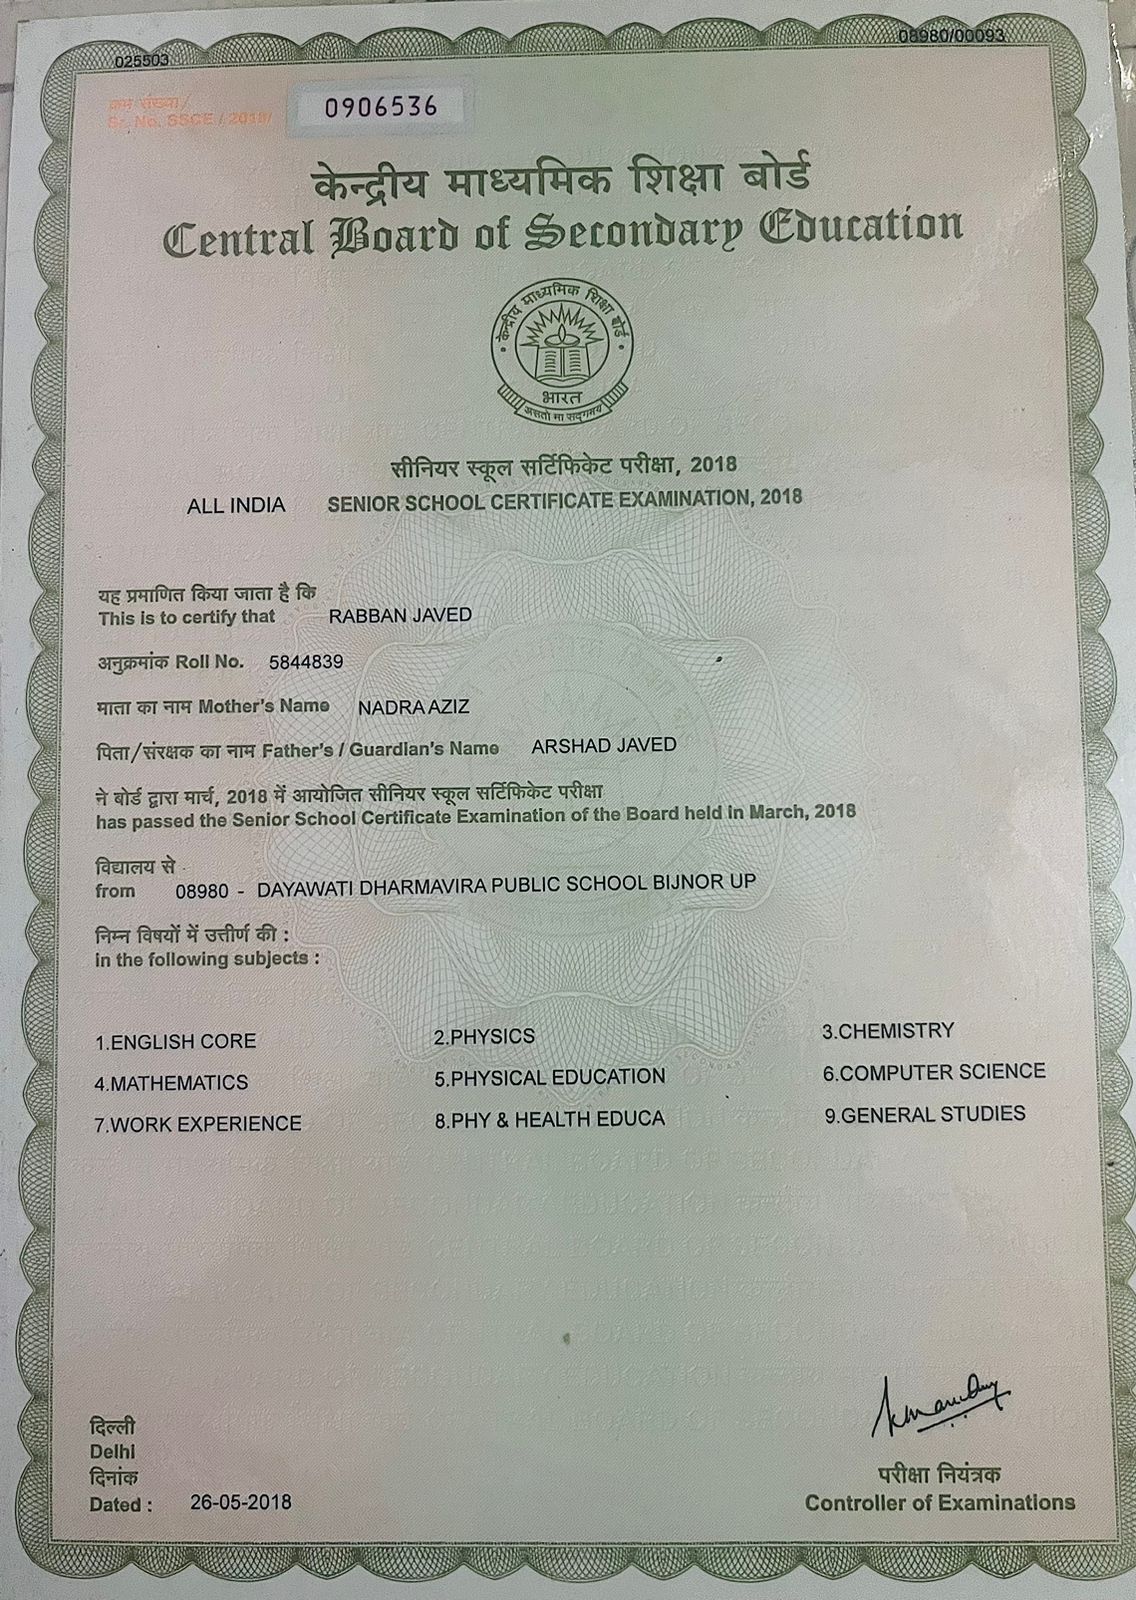 025503
08980/00093
क्रम संख्या/
Sr. No. SSCE / 2018/ 0906536
केन्द्रीय माध्यमिक शिक्षा बोर्ड
Central Board of Secondary Education
केन्द्रीय माध्यमिक शिक्षा बोर्ड
भारत
असतो मा सद्गमय
सीनियर स्कूल सर्टिफिकेट परीक्षा, 2018
ALL INDIA SENIOR SCHOOL CERTIFICATE EXAMINATION, 2018
यह प्रमाणित किया जाता है कि
This is to certify that RABBAN JAVED
अनुक्रमांक Roll No. 5844839
माता का नाम Mother's Name NADRA AZIZ
पिता/संरक्षक का नाम Father's / Guardian's Name ARSHAD JAVED
ने बोर्ड द्वारा मार्च, 2018 में आयोजित सीनियर स्कूल सर्टिफिकेट परीक्षा
has passed the Senior School Certificate Examination of the Board held in March, 2018
विद्यालय से
from 08980 - DAYAWATI DHARMAVIRA PUBLIC SCHOOL BIJNOR UP
निम्न विषयों में उत्तीर्ण की :
in the following subjects :
1.ENGLISH CORE 2.PHYSICS 3.CHEMISTRY
4.MATHEMATICS 5.PHYSICAL EDUCATION 6.COMPUTER SCIENCE
7.WORK EXPERIENCE 8.PHY & HEALTH EDUCA 9.GENERAL STUDIES
दिल्ली
Delhi
दिनांक
Dated : 26-05-2018
परीक्षा नियंत्रक
Controller of Examinations